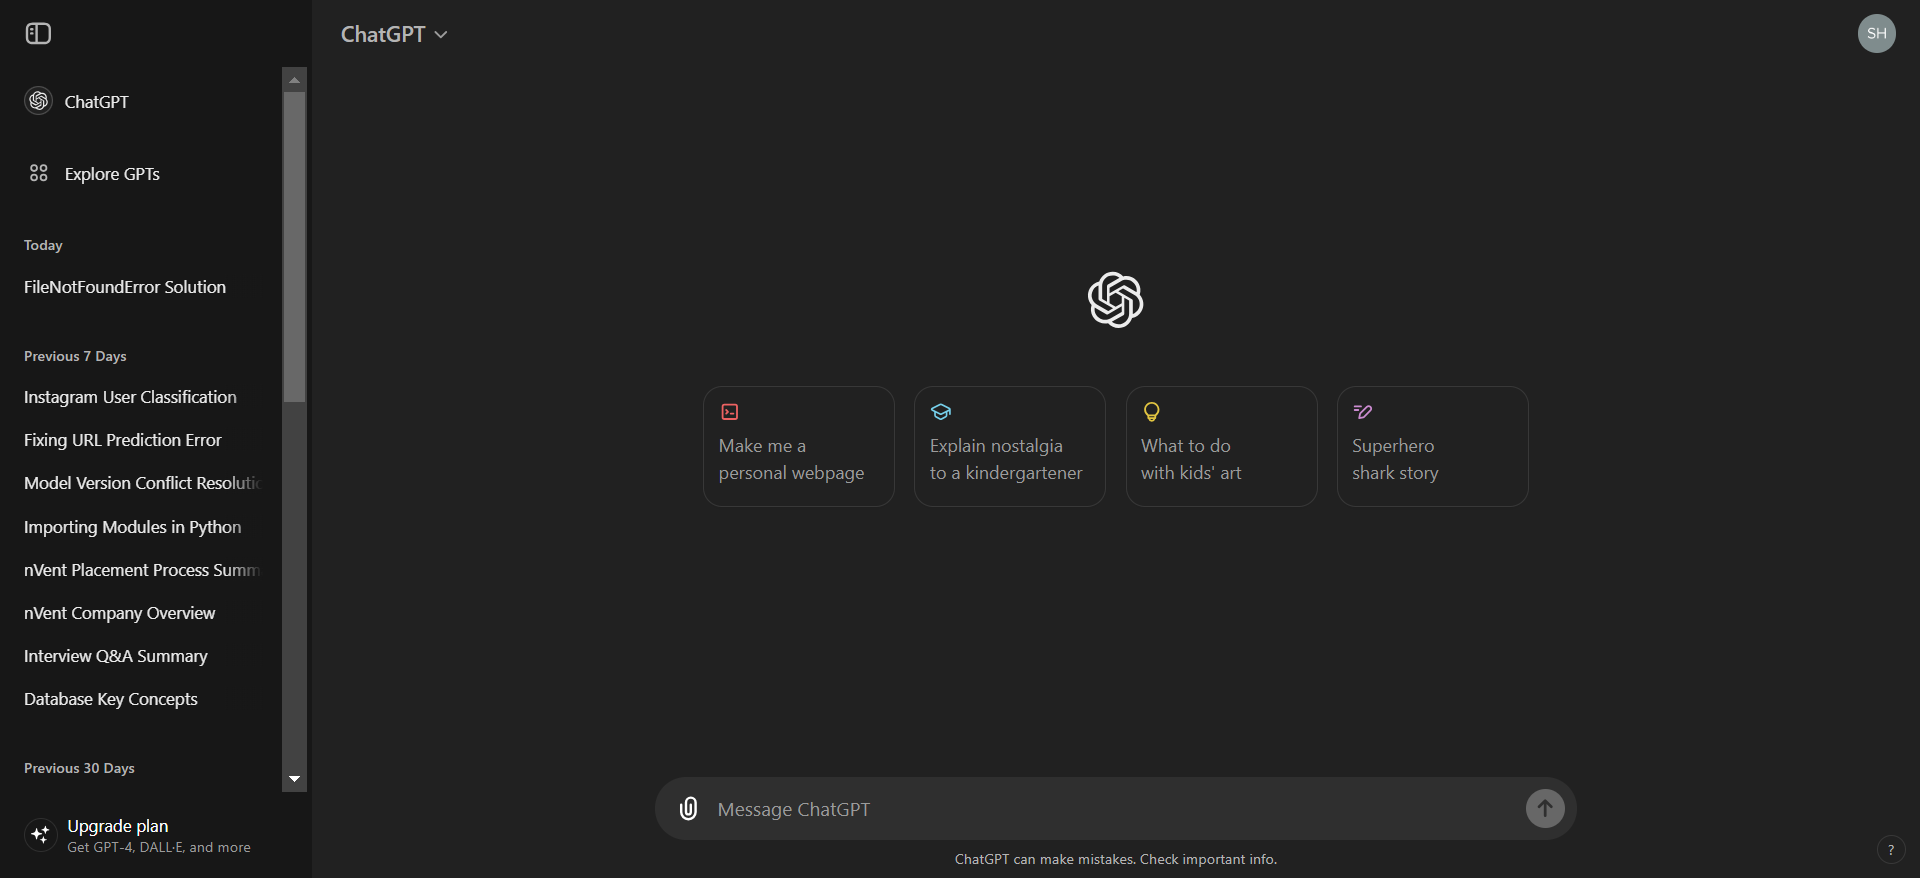 ChatGPT
SH
ChatGPT
Explore GPTs
Today
FileNotFoundError Solution
Previous 7 Days
Instagram User Classification
Fixing URL Prediction Error
Model Version Conflict Resolutio
Importing Modules in Python
nVent Placement Process Summ
nVent Company Overview
Interview Q&A Summary
Database Key Concepts
Previous 30 Days
Upgrade plan
Get GPT-4, DALL·E, and more
Make me a
personal webpage
Explain nostalgia
to a kindergartener
What to do
with kids' art
Superhero
shark story
Message ChatGPT
ChatGPT can make mistakes. Check important info.
?